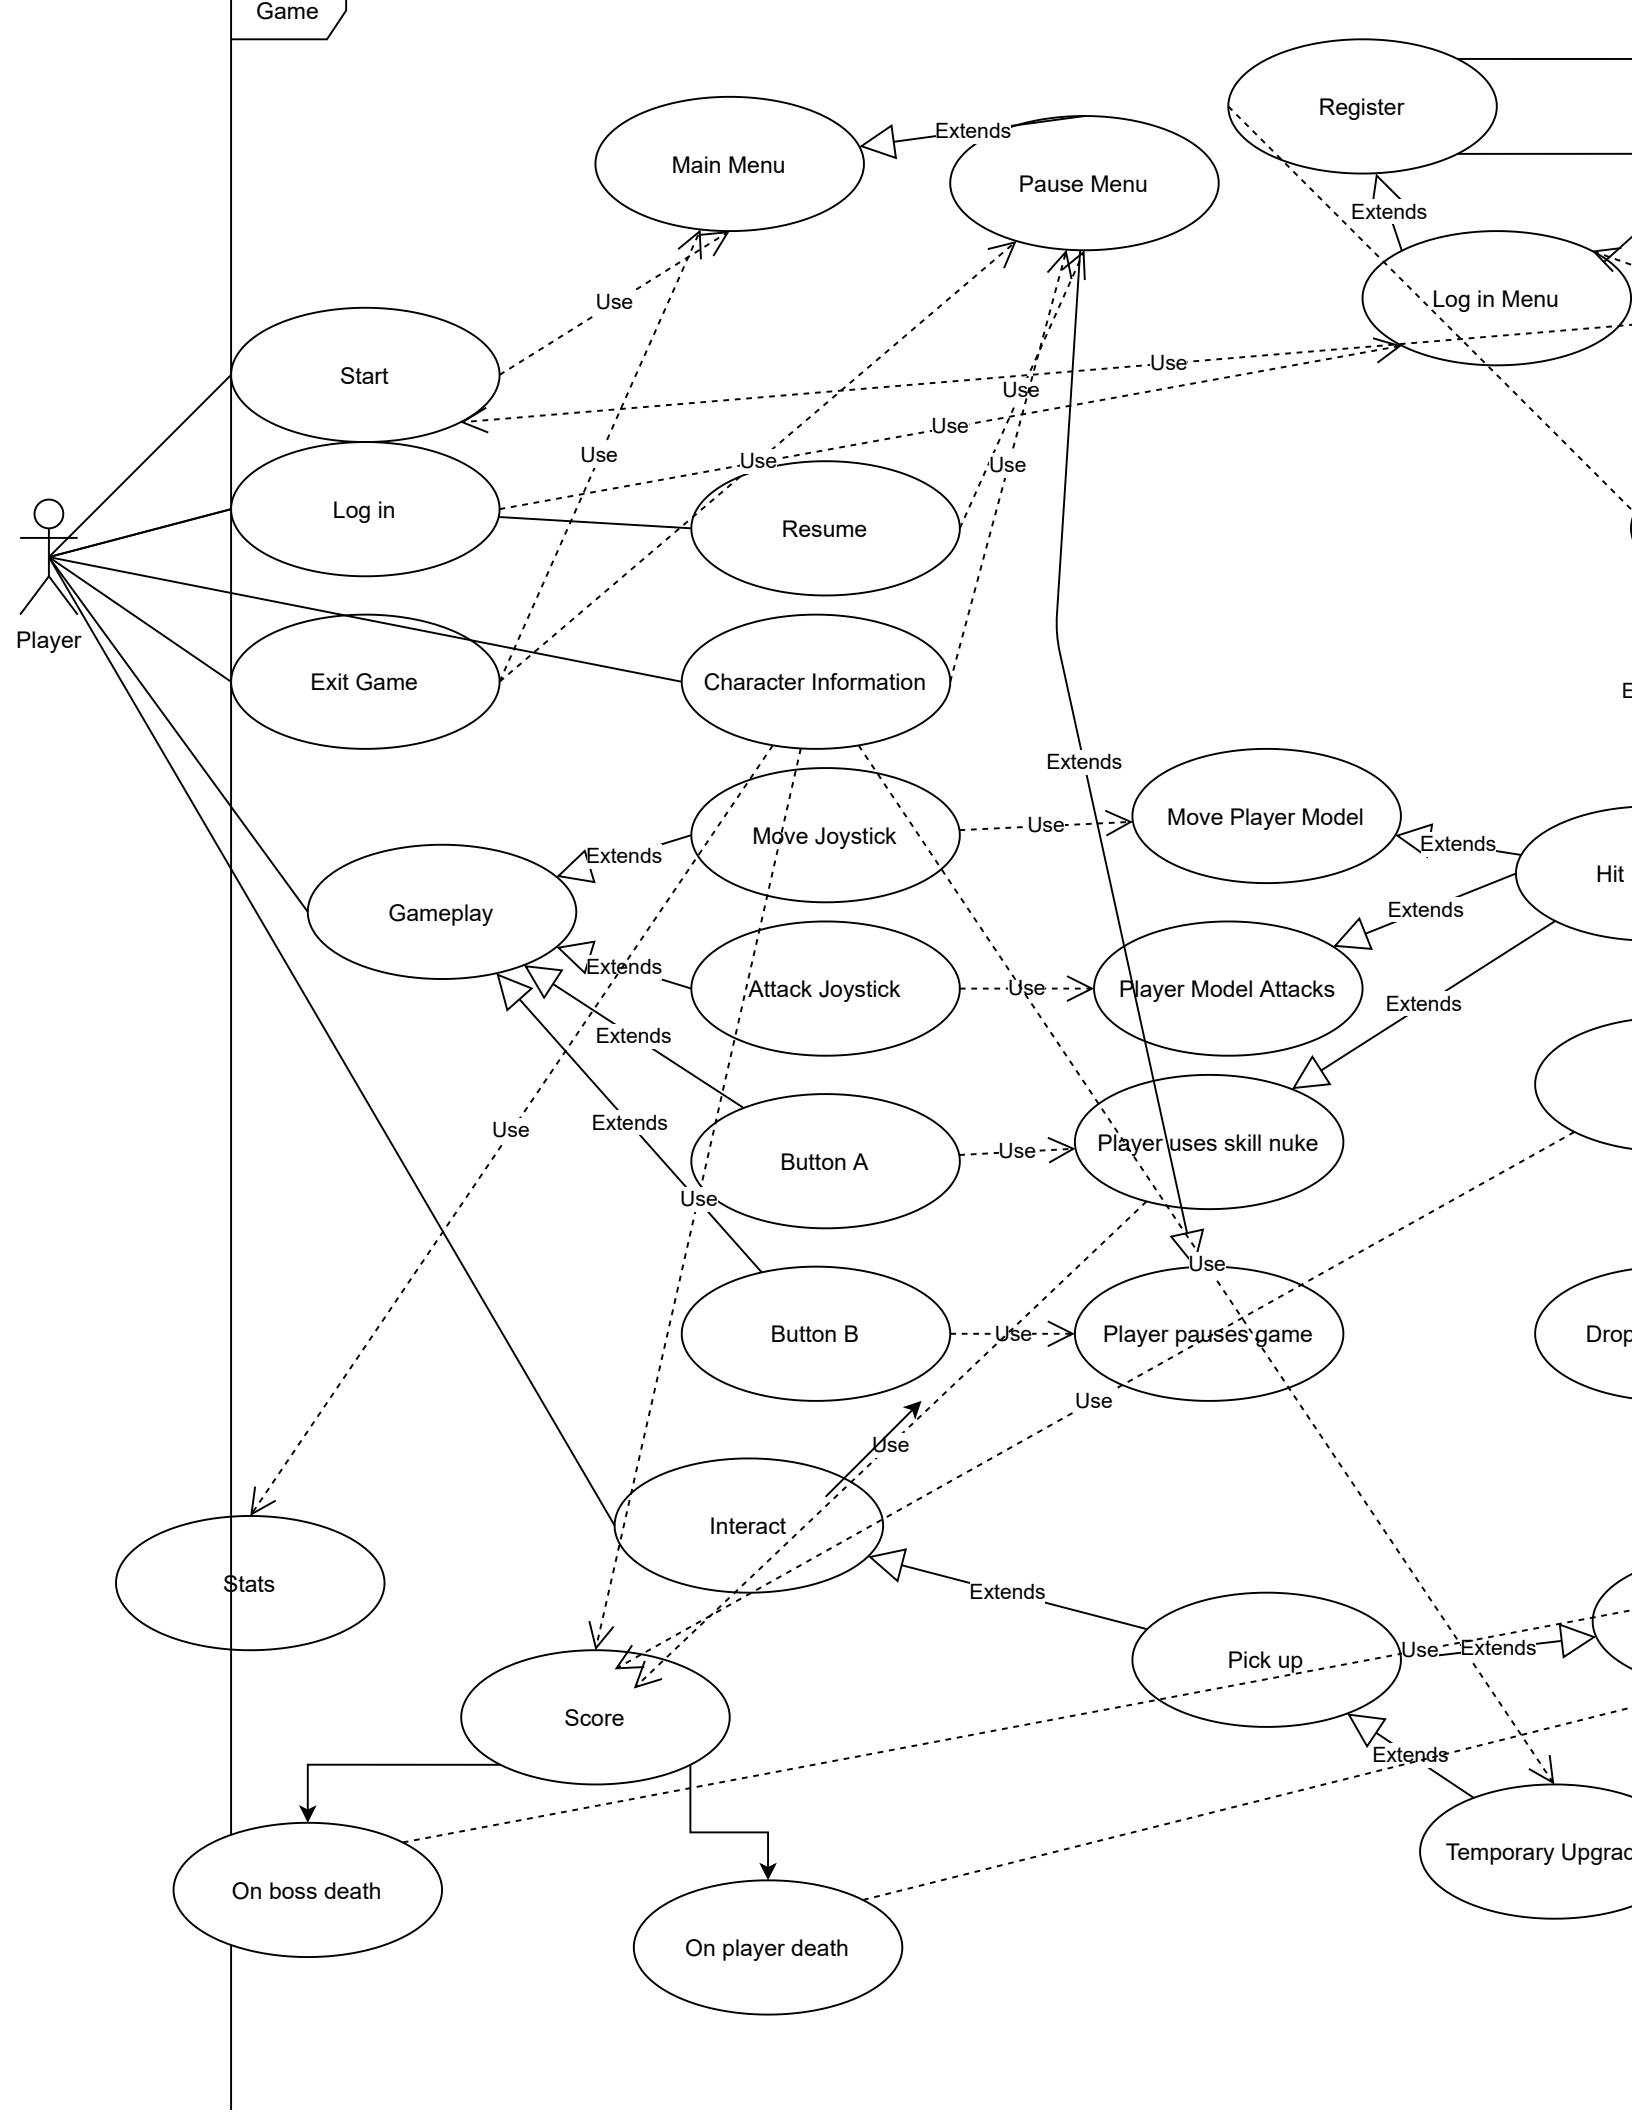 Game
Register
Extends
Main Menu
Pause Menu
Extends
Log in Menu
Use
Start
Use
Use
Use
Use
Use
Use
Log in
Resume
Player
Exit Game
Character Information
E
Extends
Move Player Model
Use
Move Joystick
Extends
Extends
Hit
Gameplay
Extends
Extends
Attack Joystick
Use
Player Model Attacks
Extends
Extends
Extends
Use
Button A
Use
Player uses skill nuke
Use
Use
Button B
Use
Player pauses game
Drop
Use
Use
Interact
Stats
Extends
Use
Extends
Pick up
Score
Extends
Temporary Upgrad
On boss death
On player death